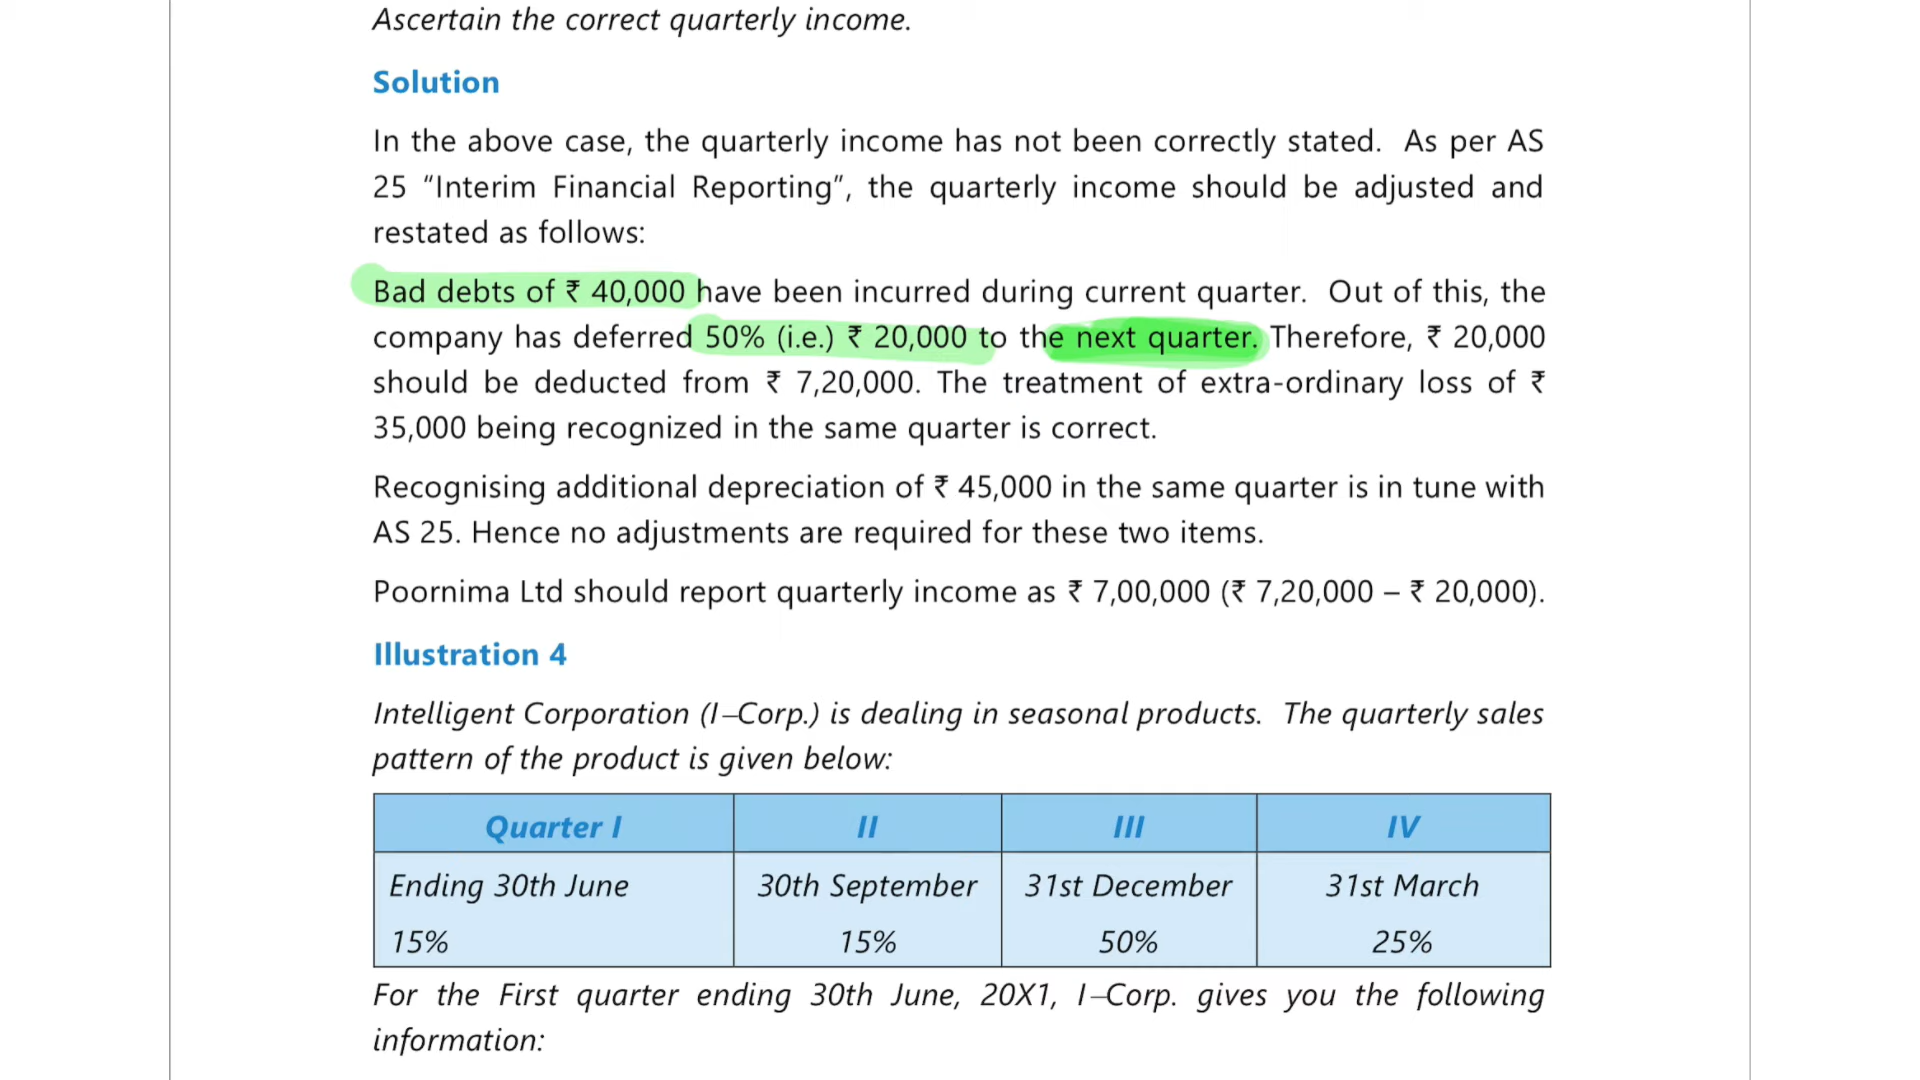 Ascertain the correct quarterly income.
Solution
In the above case, the quarterly income has not been correctly stated. As per AS
25 “Interim Financial Reporting”, the quarterly income should be adjusted and
restated as follows:
Bad debts of ₹ 40,000 have been incurred during current quarter. Out of this, the
company has deferred 50% (i.e.) ₹ 20,000 to the next quarter. Therefore, ₹ 20,000
should be deducted from ₹ 7,20,000. The treatment of extra-ordinary loss of ₹
35,000 being recognized in the same quarter is correct.
Recognising additional depreciation of ₹ 45,000 in the same quarter is in tune with
AS 25. Hence no adjustments are required for these two items.
Poornima Ltd should report quarterly income as ₹ 7,00,000 (₹ 7,20,000 – ₹ 20,000).
Illustration 4
Intelligent Corporation (I–Corp.) is dealing in seasonal products. The quarterly sales
pattern of the product is given below:
Quarter I II III IV
Ending 30th June 30th September 31st December 31st March
15% 15% 50% 25%
For the First quarter ending 30th June, 20X1, I–Corp. gives you the following
information: